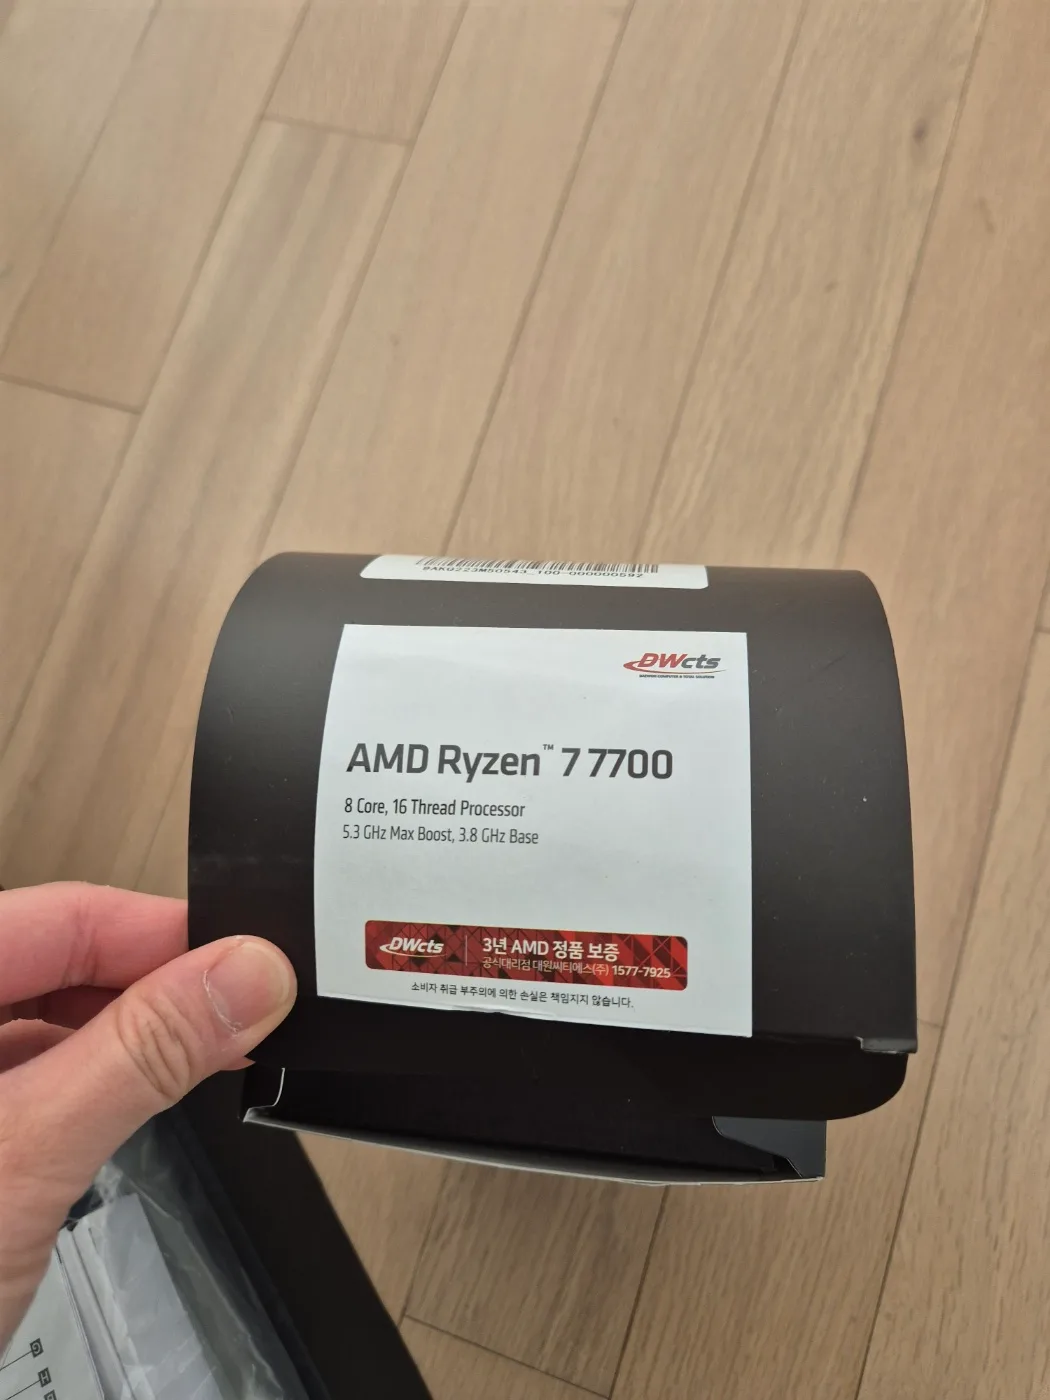 9AK0223M50543_100-000000592
DWcts
AMD Ryzen™ 7 7700
8 Core, 16 Thread Processor
5.3 GHz Max Boost, 3.8 GHz Base
DWcts
3년 AMD 정품 보증
공식대리점 대원씨티에스(주) 1577-7925
소비자 취급 부주의에 의한 손실은 책임지지 않습니다.